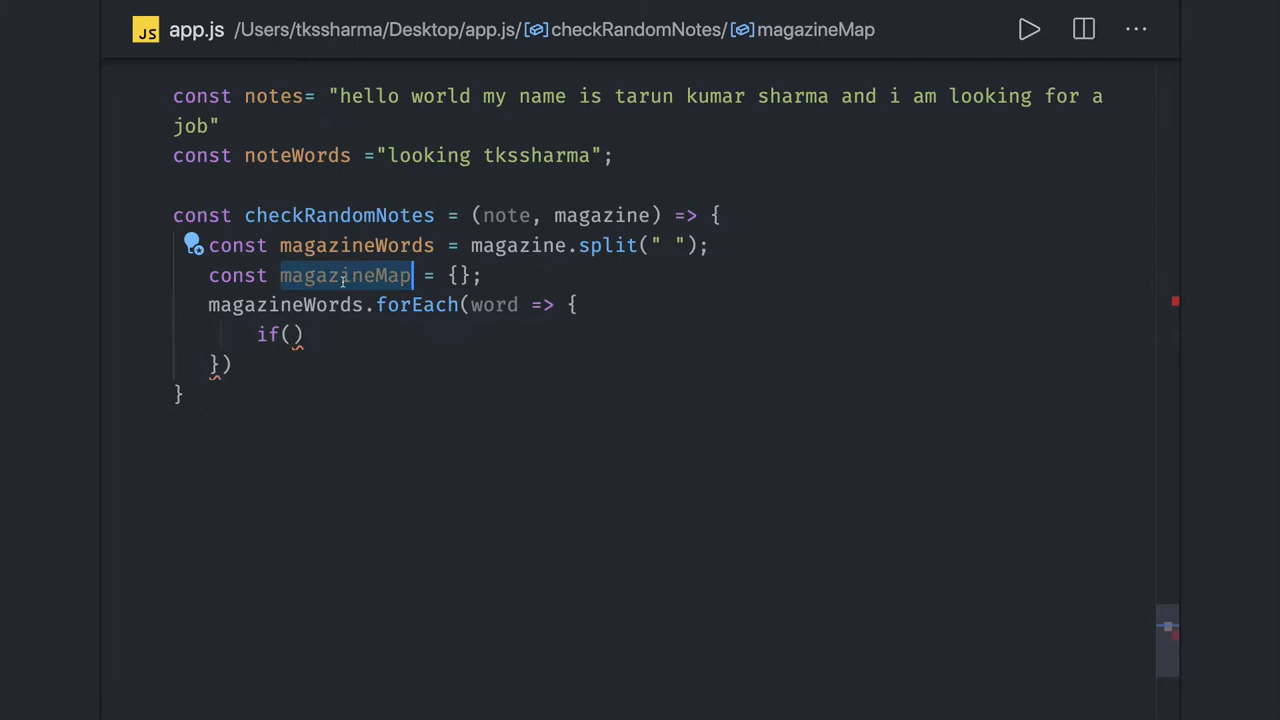 JS app.js /Users/tkssharma/Desktop/app.js/checkRandomNotes/magazineMap
const notes= "hello world my name is tarun kumar sharma and i am looking for a
job"
const noteWords ="looking tkssharma";
const checkRandomNotes = (note, magazine) => {
const magazineWords = magazine.split(" ");
const magazineMap = {};
magazineWords.forEach(word => {
if()
})
}